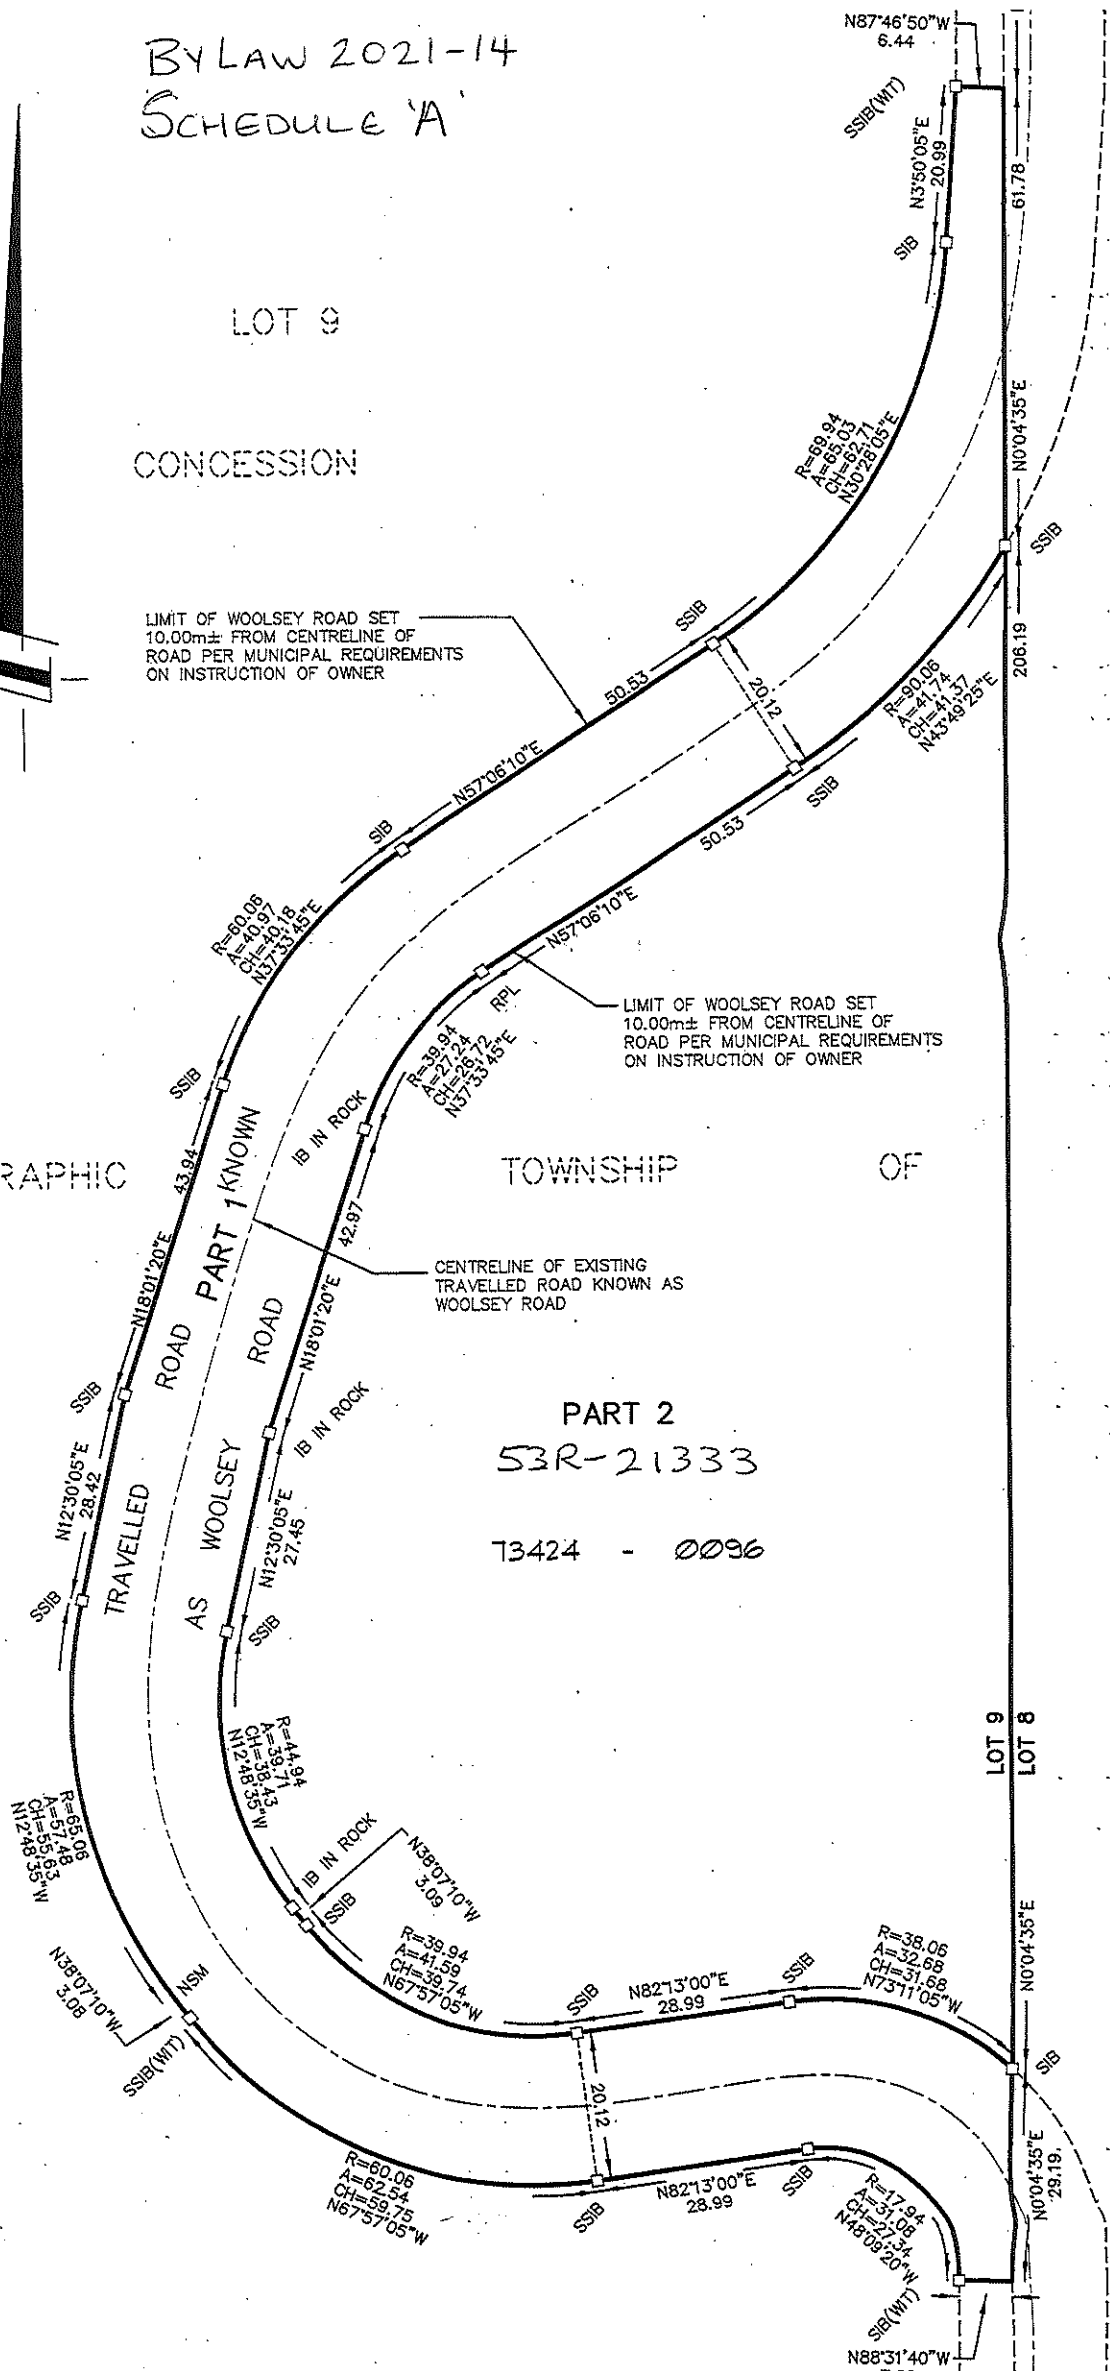 BYLAW 2021-14
SCHEDULE 'A'
N87°46'50"W
6.44
SSIB(WIT)
N3°50'05"E
20.99
61.78
SIB
LOT 9
R=69.94
A=65.03
CH=62.71
N30°28'05"E
N0°04'35"E
CONCESSION
SSIB
LIMIT OF WOOLSEY ROAD SET
10.00m± FROM CENTRELINE OF
ROAD PER MUNICIPAL REQUIREMENTS
ON INSTRUCTION OF OWNER
SSIB
206.19
50.53
20.12
R=90.06
A=41.74
CH=41.37
N43°49'25"E
N57°06'10"E
SSIB
SIB
50.53
R=60.06
A=40.97
CH=40.18
N37°33'45"E
N57°06'10"E
RPL
LIMIT OF WOOLSEY ROAD SET
10.00m± FROM CENTRELINE OF
ROAD PER MUNICIPAL REQUIREMENTS
ON INSTRUCTION OF OWNER
R=39.94
A=27.24
CH=26.72
N37°33'45"E
SSIB
IB IN ROCK
RAPHIC TOWNSHIP OF
43.94
PART 1
KNOWN
42.97
CENTRELINE OF EXISTING
TRAVELLED ROAD KNOWN AS
WOOLSEY ROAD
N18°01'20"E
ROAD
ROAD
N18°01'20"E
SSIB
IB IN ROCK
PART 2
53R-21333
N12°30'05"E
28.42
TRAVELLED
WOOLSEY
N12°30'05"E
27.45
73424 - 0096
SSIB
AS
SSIB
LOT 9
LOT 8
R=44.94
A=39.71
CH=38.43
N12°48'35"W
R=65.06
A=57.48
CH=55.63
N12°48'35"W
IB IN ROCK
N38°07'10"W
3.09
SSIB
R=39.94
A=41.59
CH=39.74
N67°57'05"W
R=38.06
A=32.68
CH=31.68
N73°11'05"W
N0°04'35"E
N38°07'10"W
3.08
NSM
SSIB(WIT)
SSIB
N82°13'00"E
28.99
SSIB
SIB
20.12
N0°04'35"E
29.19
R=60.06
A=62.54
CH=59.75
N67°57'05"W
SSIB
N82°13'00"E
28.99
SSIB
R=17.94
A=31.08
CH=27.34
N48°09'20"W
SIB(WIT)
N88°31'40"W